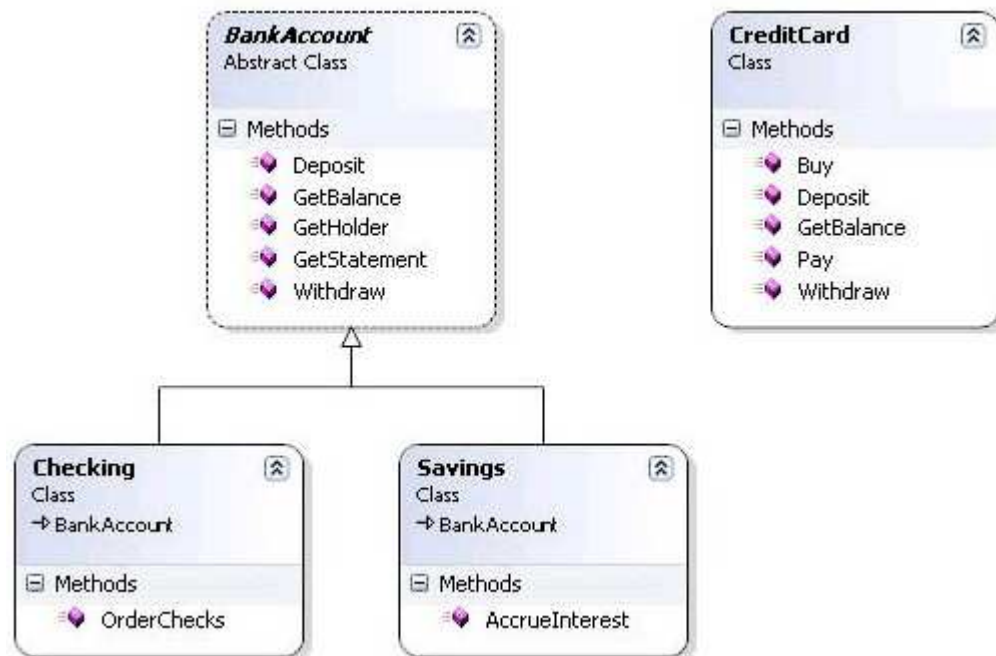 BankAccount
Abstract Class
Methods
Deposit
GetBalance
GetHolder
GetStatement
Withdraw
CreditCard
Class
Methods
Buy
Deposit
GetBalance
Pay
Withdraw
Checking
Class
BankAccount
Methods
OrderChecks
Savings
Class
BankAccount
Methods
AccrueInterest